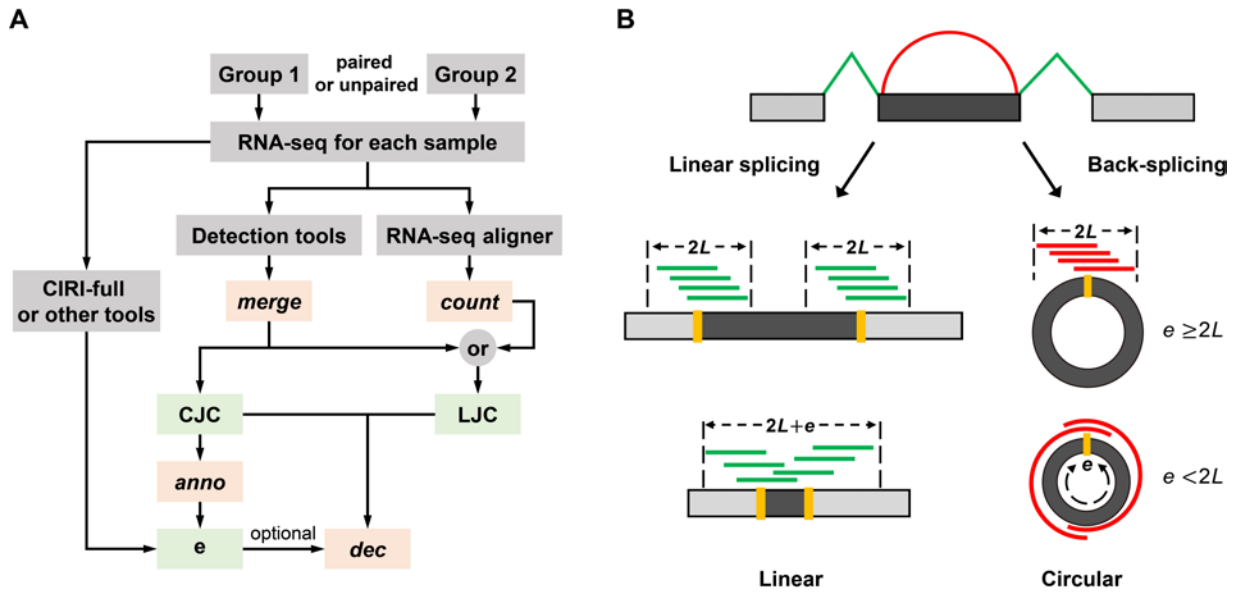 A
Group 1
paired
or unpaired
Group 2
RNA-seq for each sample
Detection tools
RNA-seq aligner
CIRI-full
or other tools
merge
count
or
CJC
LJC
anno
e
optional
dec
B
Linear splicing
Back-splicing
2L
2L
2L
e ≥2L
2L+e
e
e <2L
Linear
Circular